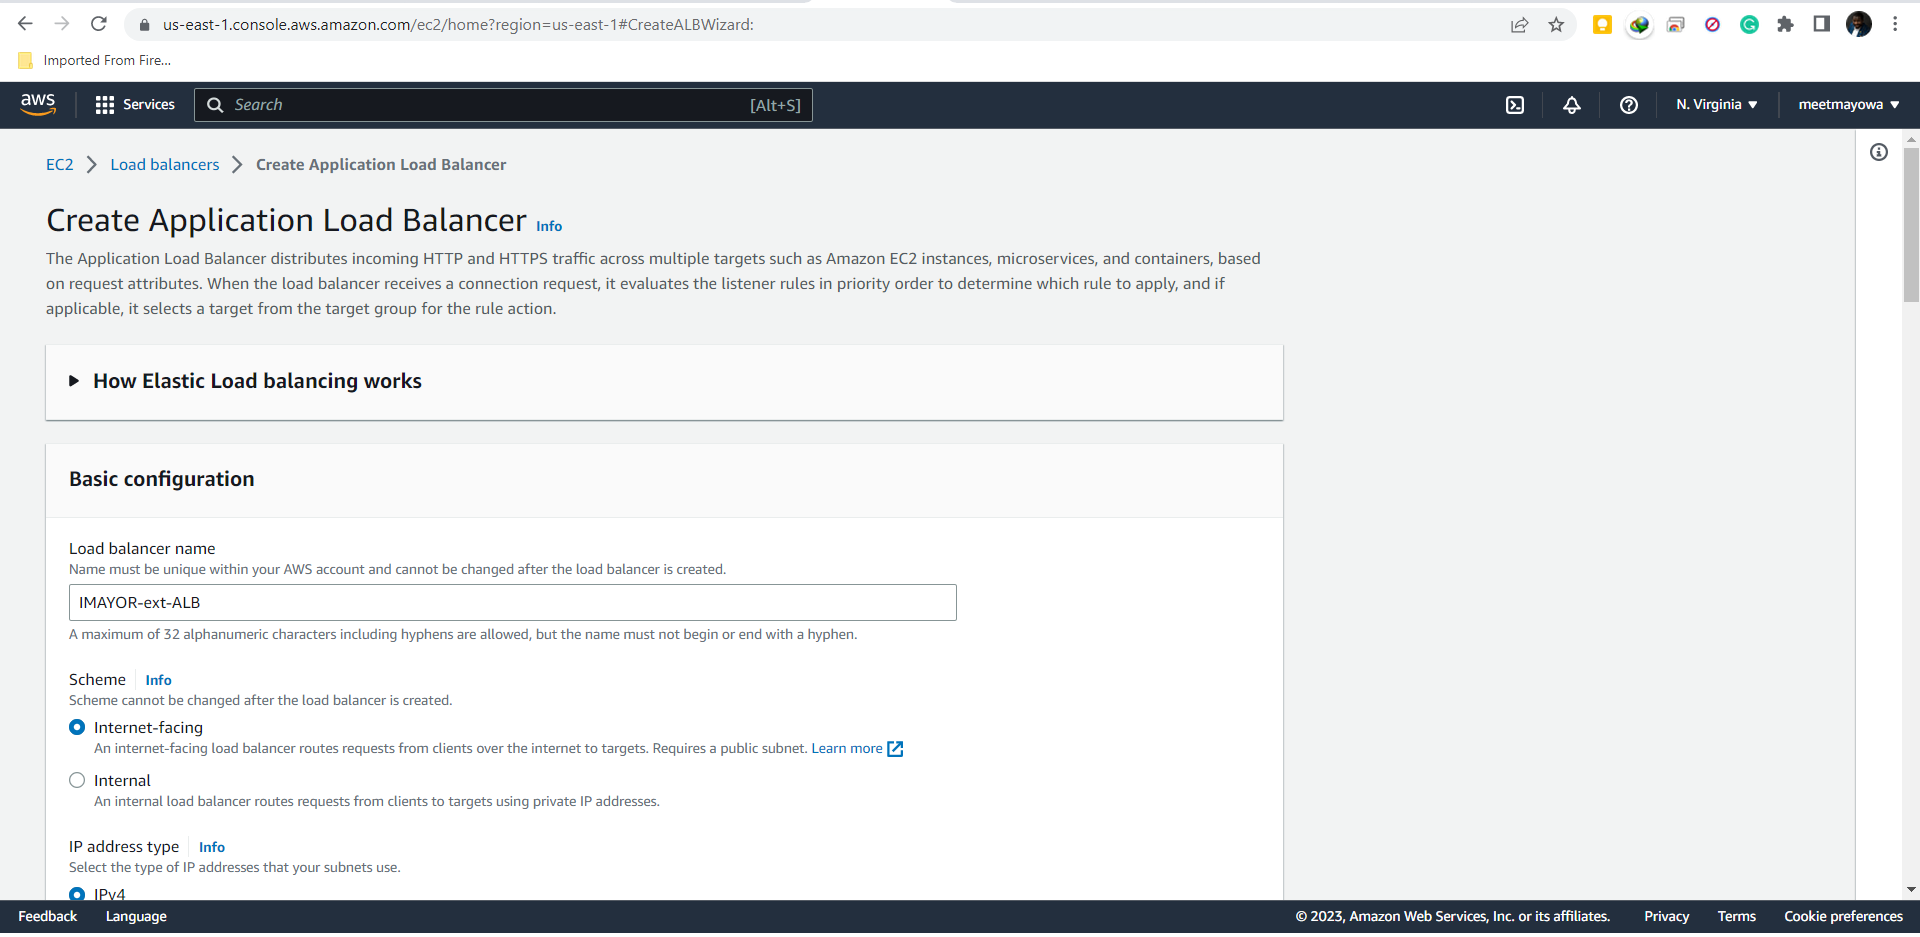 us-east-1.console.aws.amazon.com/ec2/home?region=us-east-1#CreateALBWizard:
Imported From Fire...
aws
Services
Search
[Alt+S]
N. Virginia
meetmayowa
EC2
Load balancers
Create Application Load Balancer
Create Application Load Balancer Info
The Application Load Balancer distributes incoming HTTP and HTTPS traffic across multiple targets such as Amazon EC2 instances, microservices, and containers, based
on request attributes. When the load balancer receives a connection request, it evaluates the listener rules in priority order to determine which rule to apply, and if
applicable, it selects a target from the target group for the rule action.
How Elastic Load balancing works
Basic configuration
Load balancer name
Name must be unique within your AWS account and cannot be changed after the load balancer is created.
IMAYOR-ext-ALB
A maximum of 32 alphanumeric characters including hyphens are allowed, but the name must not begin or end with a hyphen.
Scheme Info
Scheme cannot be changed after the load balancer is created.
Internet-facing
An internet-facing load balancer routes requests from clients over the internet to targets. Requires a public subnet. Learn more
Internal
An internal load balancer routes requests from clients to targets using private IP addresses.
IP address type Info
Select the type of IP addresses that your subnets use.
IPv4
Feedback
Language
© 2023, Amazon Web Services, Inc. or its affiliates.
Privacy
Terms
Cookie preferences